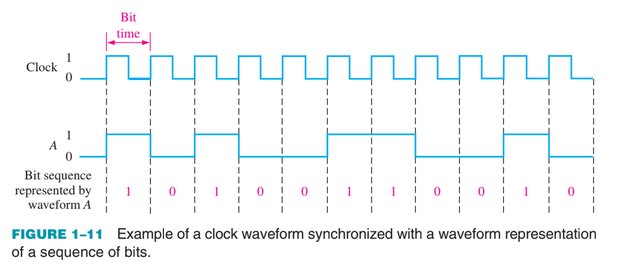 Bit
time
1
Clock
0
1
A
0
Bit sequence
represented by 1 0 1 0 0 1 1 0 0 1 0
waveform A
FIGURE 1–11 Example of a clock waveform synchronized with a waveform representation
of a sequence of bits.